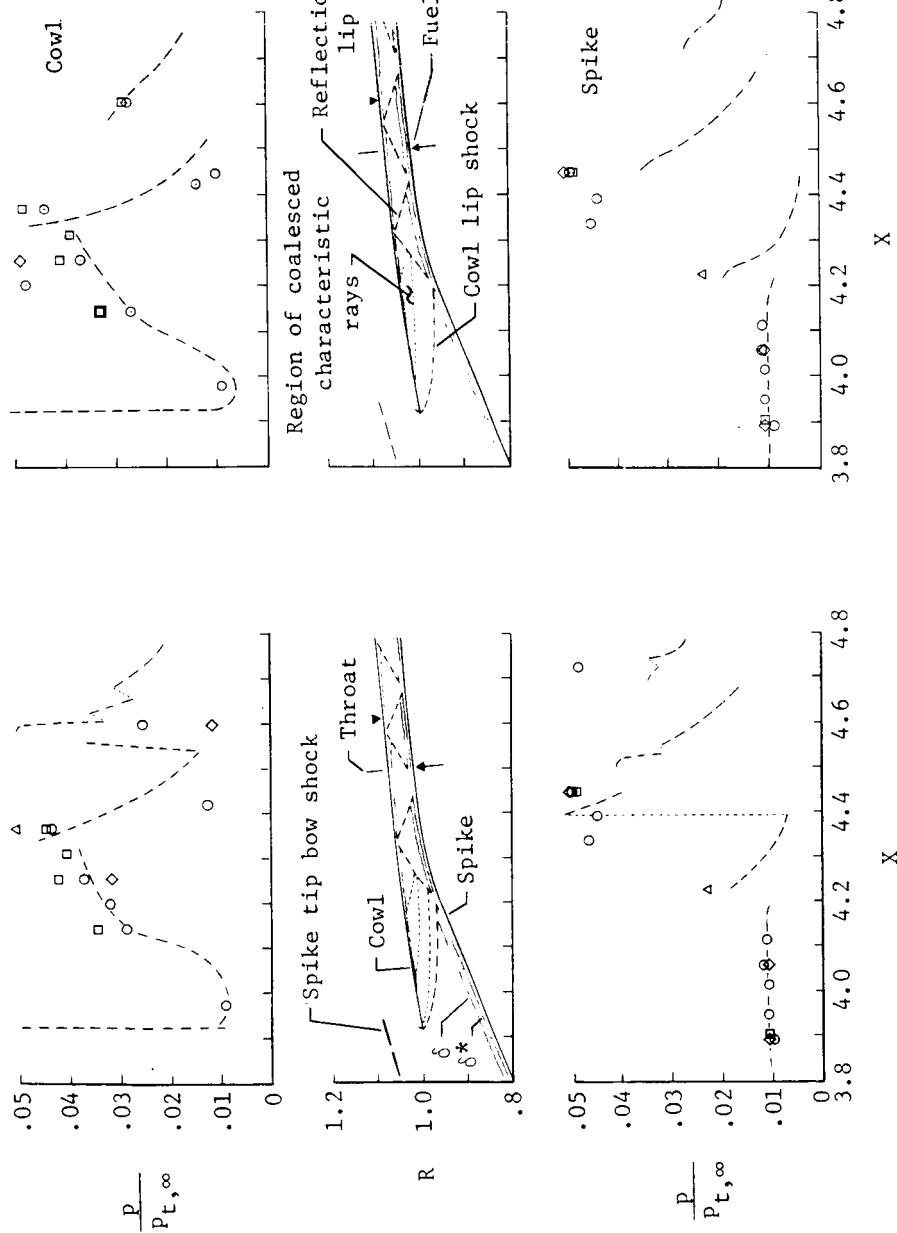 .05
.04
.03
.02
.01
0
p
p t,∞
Cowl
Spike tip bow shock
Throat
Cowl
Spike
δ
δ*
1.2
1.0
.8
R
Region of coalesced
characteristic
rays
Reflectio
lip
Fuel
Cowl lip shock
.05
.04
.03
.02
.01
0
p
p t,∞
Spike
3.8
4.0
4.2
4.4
4.6
4.8
X
3.8
4.0
4.2
4.4
4.6
4.8
X